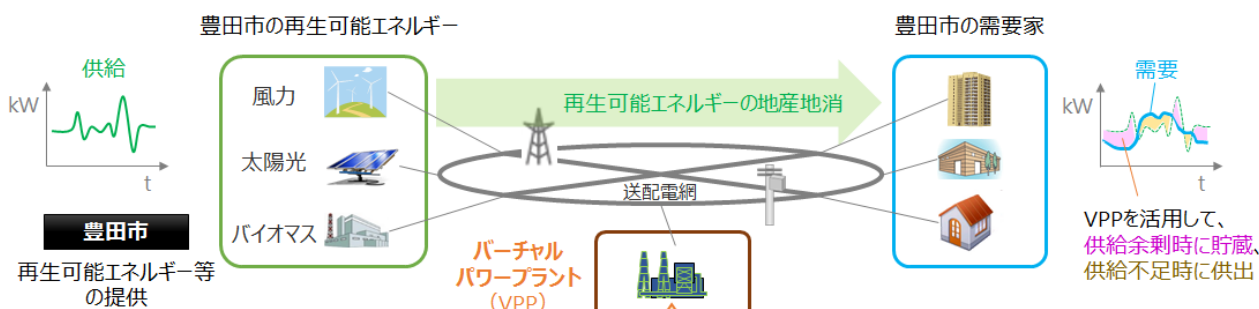 豊田市の再生可能エネルギー
豊田市の需要家
供給
kW
t
風力
太陽光
バイオマス
再生可能エネルギーの地産地消
送配電網
需要
kW
t
豊田市
再生可能エネルギー等
の提供
バーチャル
パワープラント
（VPP）
VPPを活用して、
供給余剰時に貯蔵、
供給不足時に供出